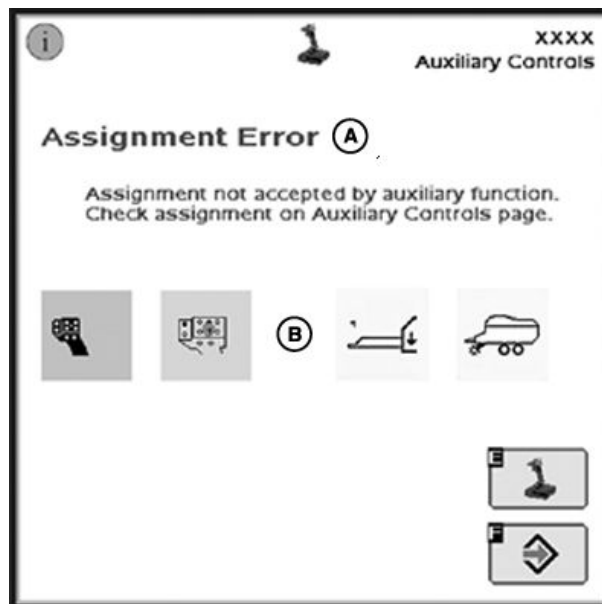 i
XXXX
Auxiliary Controls
Assignment Error A
Assignment not accepted by auxiliary function.
Check assignment on Auxiliary Controls page.
B
E
F